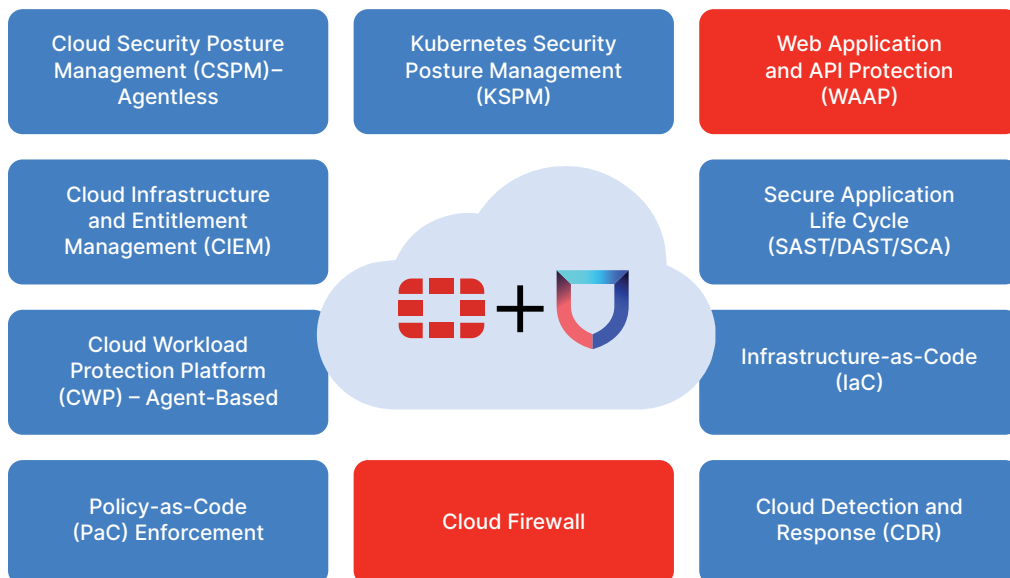 Cloud Security Posture
Management (CSPM)–
Agentless
Kubernetes Security
Posture Management
(KSPM)
Web Application
and API Protection
(WAAP)
Cloud Infrastructure
and Entitlement
Management (CIEM)
Secure Application
Life Cycle
(SAST/DAST/SCA)
Cloud Workload
Protection Platform
(CWP) – Agent-Based
Infrastructure-as-Code
(IaC)
Policy-as-Code
(PaC) Enforcement
Cloud Firewall
Cloud Detection and
Response (CDR)